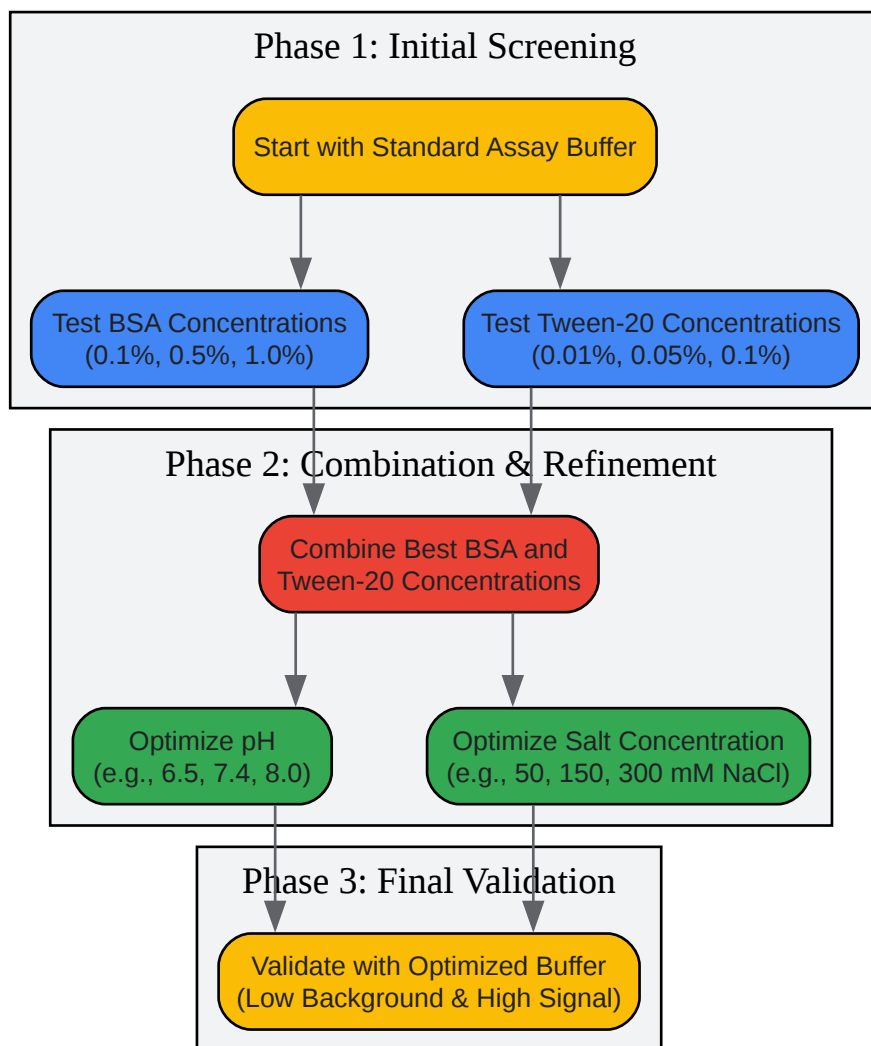 Phase 1: Initial Screening
Start with Standard Assay Buffer
Test BSA Concentrations
(0.1%, 0.5%, 1.0%)
Test Tween-20 Concentrations
(0.01%, 0.05%, 0.1%)
Phase 2: Combination & Refinement
Combine Best BSA and
Tween-20 Concentrations
Optimize pH
(e.g., 6.5, 7.4, 8.0)
Optimize Salt Concentration
(e.g., 50, 150, 300 mM NaCl)
Phase 3: Final Validation
Validate with Optimized Buffer
(Low Background & High Signal)